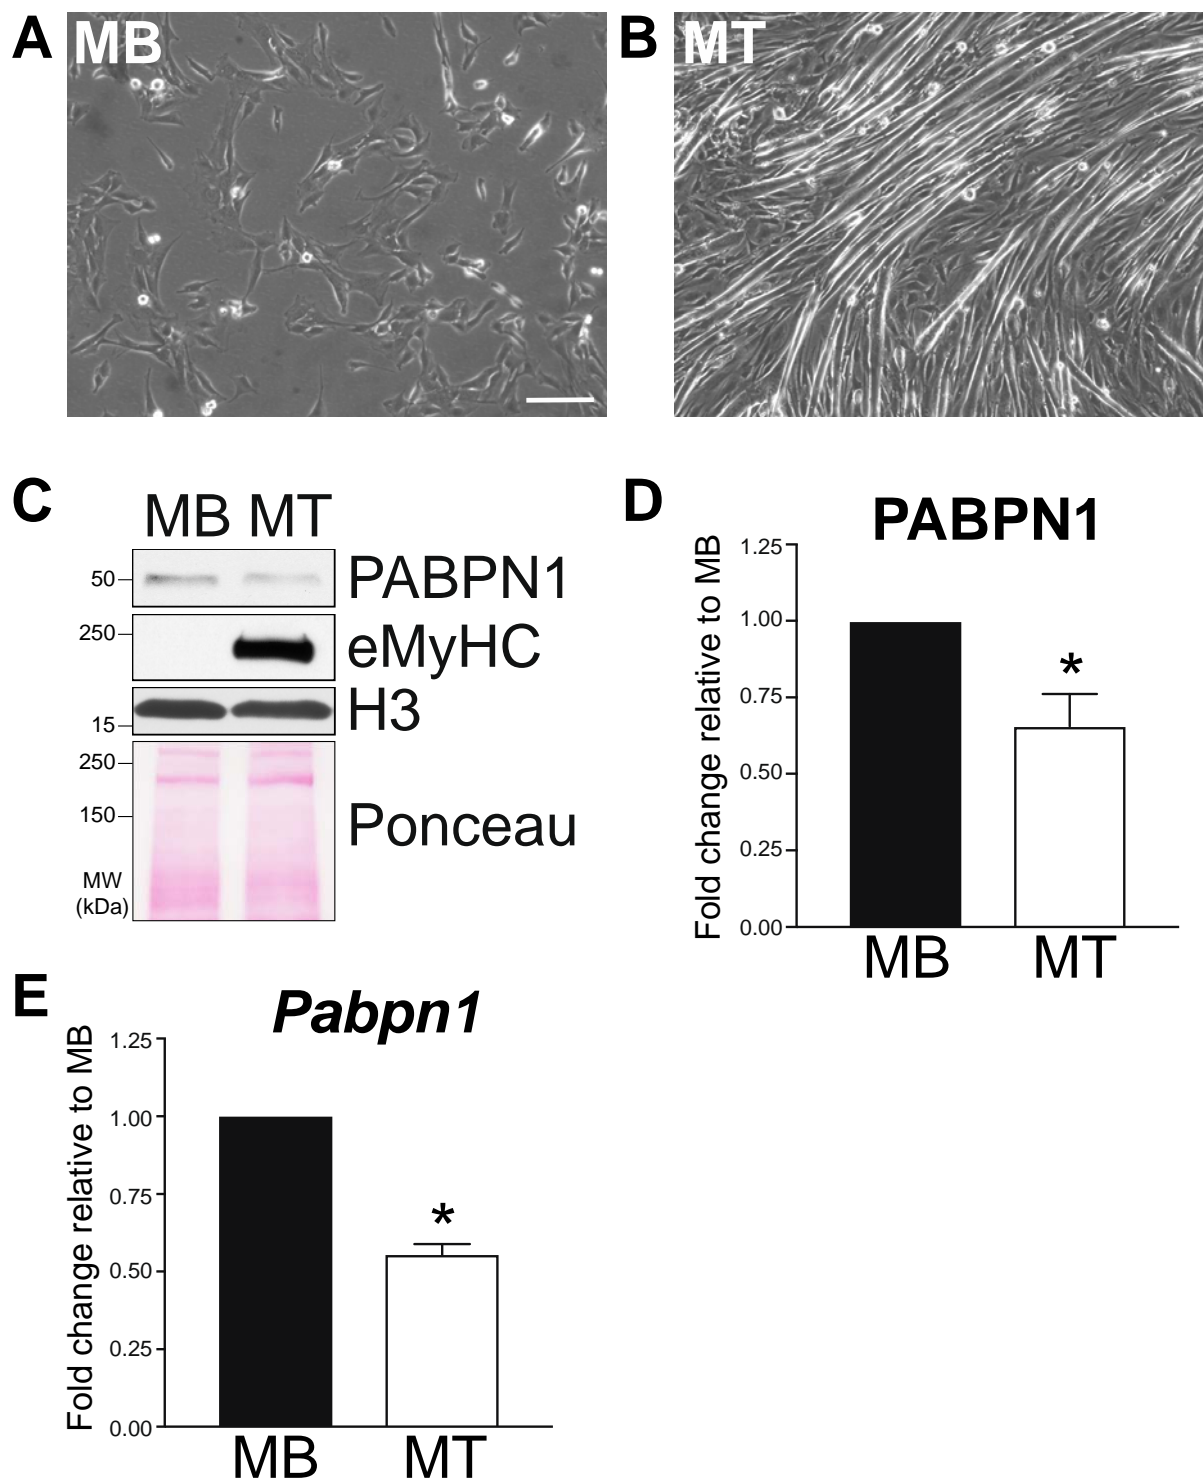 A MB
B MT
C
MB MT
50 PABPN1
250 eMyHC
15 H3
250
150 Ponceau
MW
(kDa)
D
PABPN1
Fold change relative to MB
1.25
1.00
0.75
*
0.50
0.25
0.00
MB MT
E
Pabpn1
Fold change relative to MB
1.25
1.00
0.75
*
0.50
0.25
0.00
MB MT